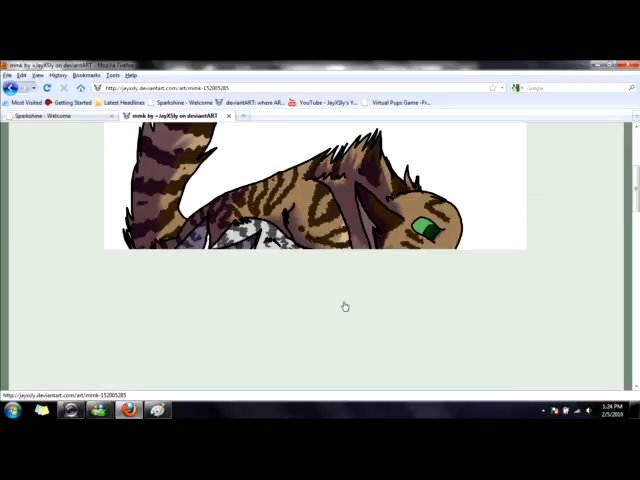 mmk by =JayXSly on deviantART - Mozilla Firefox
File Edit View History Bookmarks Tools Help
http://jayxsly.deviantart.com/art/mmk-152005285
Google
Most Visited Getting Started Latest Headlines Sparkshine - Welcome deviantART: where AR... YouTube - JaySly's Y... Virtual Pups Game -Fr...
Sparkshine - Welcome mmk by =JayXSly on deviantART
http://jayxsly.deviantart.com/art/mmk-152005285
1:24 PM
2/5/2010